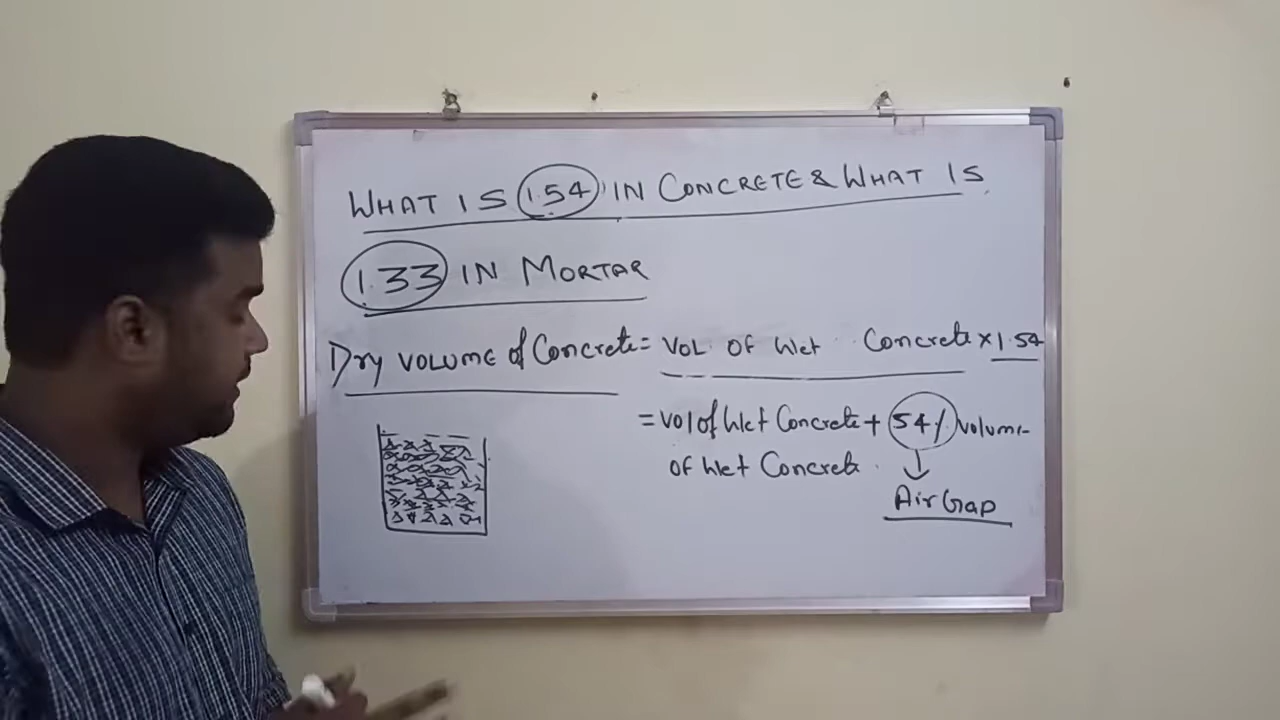 WHAT IS 1.54 IN CONCRETE & WHAT IS
1.33 IN MORTAR
Dry VOLUME of Concrete = VOL. OF Wet Concrete × 1.54
= Vol of Wet Concrete + 54% Volume
of Wet Concrete
Air Gap